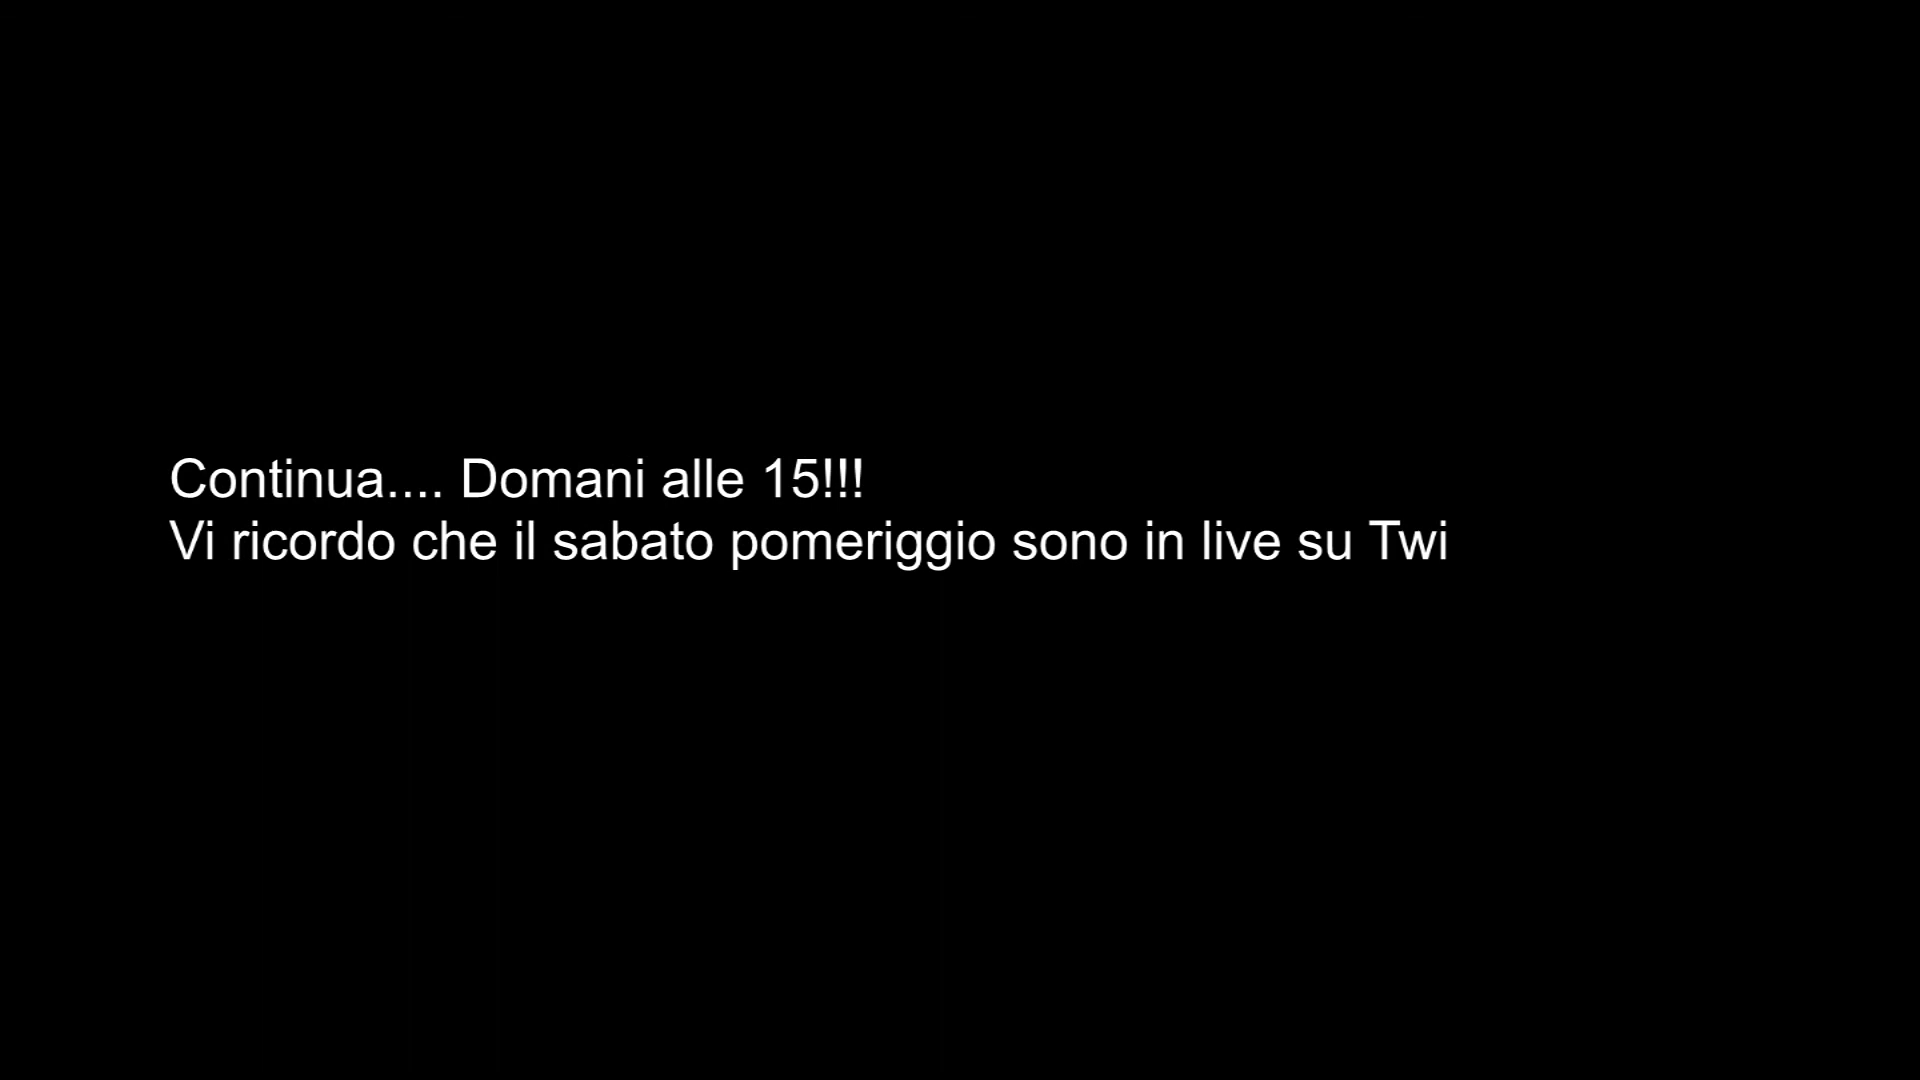 Continua.... Domani alle 15!!!
Vi ricordo che il sabato pomeriggio sono in live su Twi